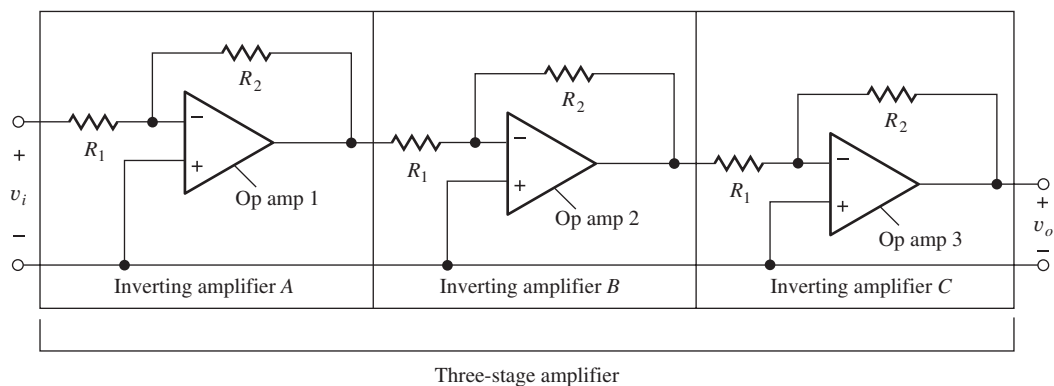 R2
R2
R2
R1
R1
R1
−
+
−
+
−
+
+
vi
−
+
vo
−
Op amp 1
Op amp 2
Op amp 3
Inverting amplifier A
Inverting amplifier B
Inverting amplifier C
Three-stage amplifier